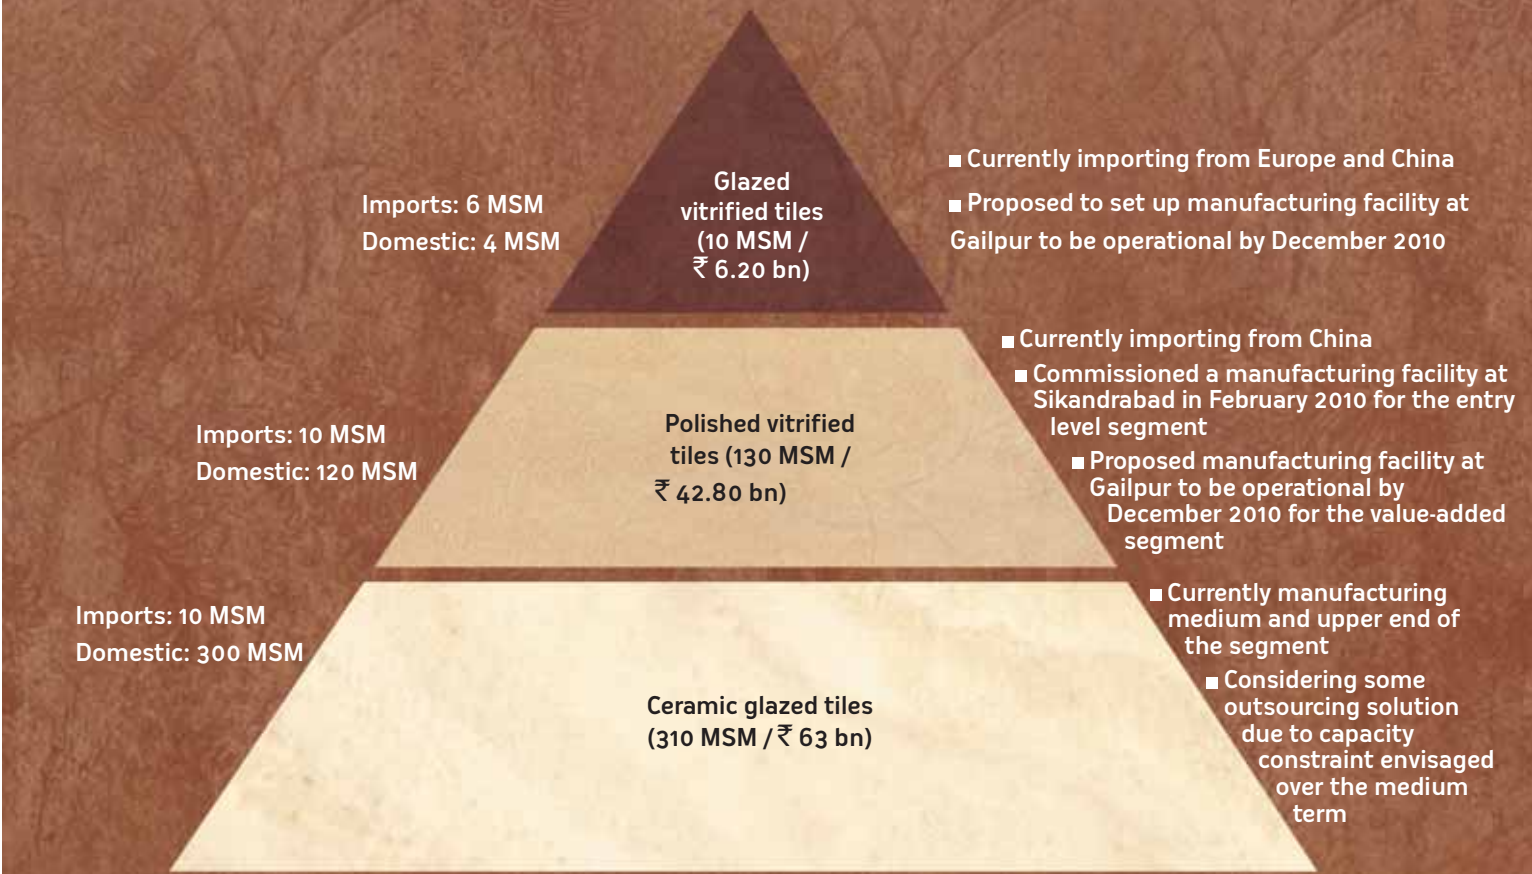 Imports: 6 MSM
Domestic: 4 MSM
Glazed
vitrified tiles
(10 MSM /
₹ 6.20 bn)
■ Currently importing from Europe and China
■ Proposed to set up manufacturing facility at
Gailpur to be operational by December 2010
Imports: 10 MSM
Domestic: 120 MSM
Polished vitrified
tiles (130 MSM /
₹ 42.80 bn)
■ Currently importing from China
■ Commissioned a manufacturing facility at
Sikandrabad in February 2010 for the entry
level segment
■ Proposed manufacturing facility at
Gailpur to be operational by
December 2010 for the value-added
segment
Imports: 10 MSM
Domestic: 300 MSM
Ceramic glazed tiles
(310 MSM / ₹ 63 bn)
■ Currently manufacturing
medium and upper end of
the segment
■ Considering some
outsourcing solution
due to capacity
constraint envisaged
over the medium
term